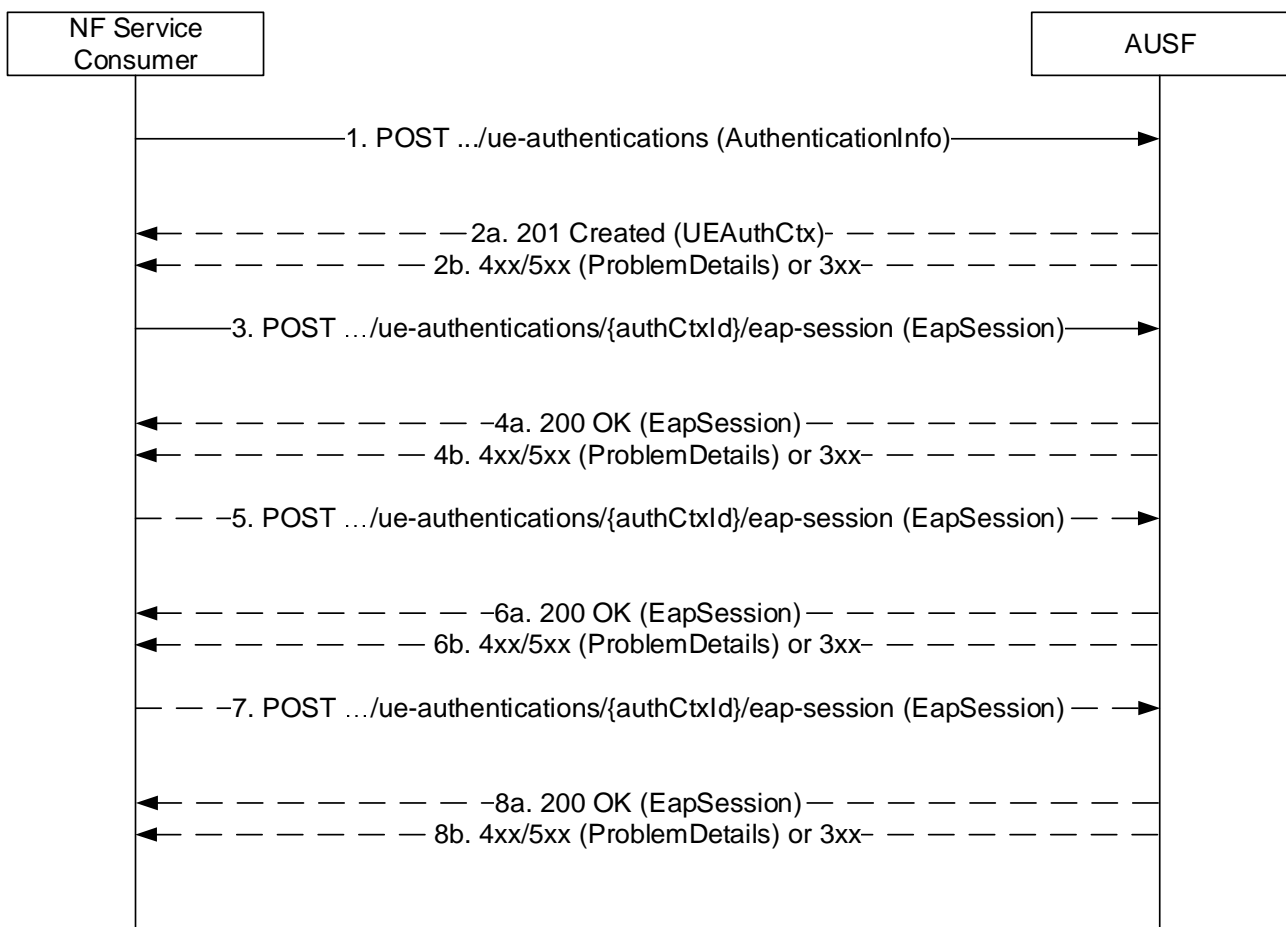 NF Service
Consumer
AUSF
1. POST .../ue-authentications (AuthenticationInfo)
2a. 201 Created (UEAuthCtx)
2b. 4xx/5xx (ProblemDetails) or 3xx
3. POST …/ue-authentications/{authCtxId}/eap-session (EapSession)
4a. 200 OK (EapSession)
4b. 4xx/5xx (ProblemDetails) or 3xx
5. POST …/ue-authentications/{authCtxId}/eap-session (EapSession)
6a. 200 OK (EapSession)
6b. 4xx/5xx (ProblemDetails) or 3xx
7. POST …/ue-authentications/{authCtxId}/eap-session (EapSession)
8a. 200 OK (EapSession)
8b. 4xx/5xx (ProblemDetails) or 3xx